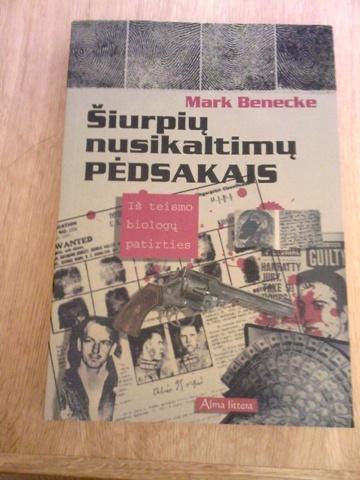 Mark Benecke
Šiurpių
nusikaltimų
PĖDSAKAIS
Iš teismo
biologų
patirties
WANTED
GUILTY
Alma littera